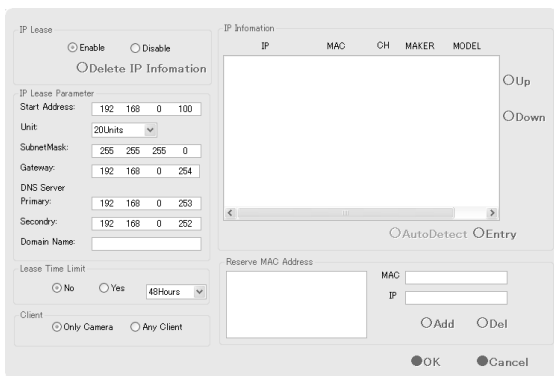 IP Lease
Enable Disable
Delete IP Infomation
IP Lease Parameter
Start Address: 192 168 0 100
Unit: 20Units
SubnetMask: 255 255 255 0
Gateway: 192 168 0 254
DNS Server
Primary: 192 168 0 253
Secondry: 192 168 0 252
Domain Name:
Lease Time Limit
No Yes 48Hours
Client
Only Camera Any Client
IP Infomation
IP MAC CH MAKER MODEL
Up
Down
AutoDetect Entry
Reserve MAC Address
MAC
IP
Add Del
OK Cancel